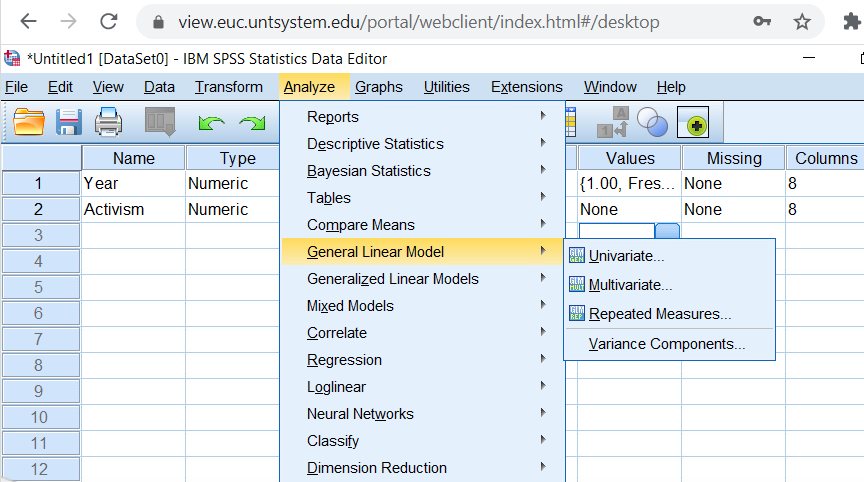 view.euc.untsystem.edu/portal/webclient/index.html#/desktop
*Untitled1 [DataSet0] - IBM SPSS Statistics Data Editor
File Edit View Data Transform Analyze Graphs Utilities Extensions Window Help
Reports
Descriptive Statistics
Bayesian Statistics
Tables
Compare Means
General Linear Model
Generalized Linear Models
Mixed Models
Correlate
Regression
Loglinear
Neural Networks
Classify
Dimension Reduction
Univariate...
Multivariate...
Repeated Measures...
Variance Components...
Name Type Values Missing Columns
1 Year Numeric {1.00, Fres... None 8
2 Activism Numeric None None 8
3
4
5
6
7
8
9
10
11
12